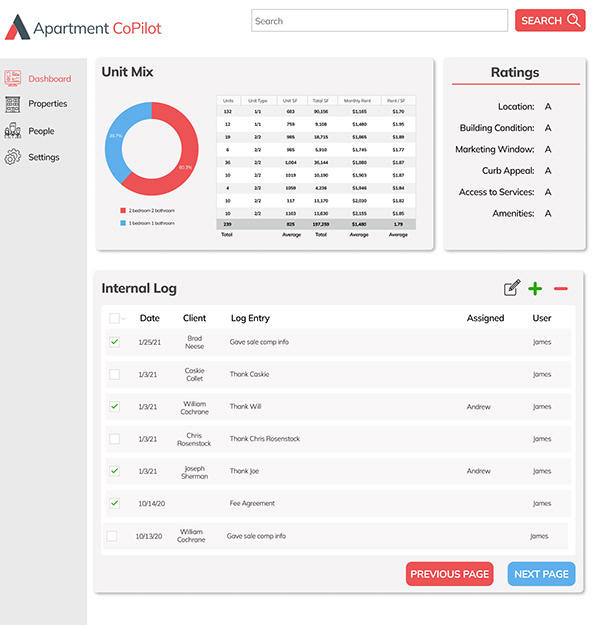 Apartment CoPilot
Search
SEARCH
Dashboard
Properties
People
Settings
Unit Mix
39.7%
60.3%
2 bedroom 2 bathroom
1 bedroom 1 bathroom
Units Unit Type Unit SF Total SF Monthly Rent Rent / SF
132 1/1 683 90,156 $1,165 $1.70
12 1/1 759 9,108 $1,480 $1.95
19 2/2 985 18,715 $1,865 $1.89
6 2/2 985 5,910 $1,745 $1.77
36 2/2 1,004 36,144 $1,880 $1.87
10 2/2 1019 10,190 $1,903 $1.87
4 2/2 1059 4,236 $1,946 $1.84
10 2/2 117 11,170 $2,030 $1.82
10 2/2 1163 11,630 $2,155 $1.85
239 825 197,259 $1,480 1.79
Total Average Total Average Average
Ratings
Location: A
Building Condition: A
Marketing Window: A
Curb Appeal: A
Access to Services: A
Amenities: A
Internal Log
Date Client Log Entry Assigned User
1/25/21 Brad Neese Gave sale comp info James
1/3/21 Caskie Collet Thank Caskie James
1/3/21 William Cochrane Thank Will Andrew James
1/3/21 Chris Rosenstock Thank Chris Rosenstock James
1/3/21 Joseph Sherman Thank Joe Andrew James
10/14/20 Fee Agreement James
10/13/20 William Cochrane Gave sale comp info James
PREVIOUS PAGE
NEXT PAGE